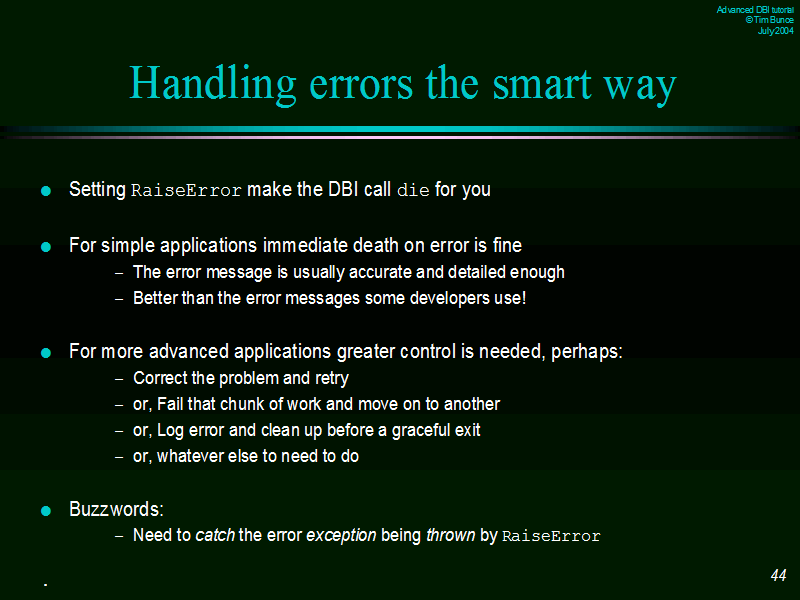 Advanced DBI tutorial
© Tim Bunce
July 2004
Handling errors the smart way
● Setting RaiseError make the DBI call die for you
● For simple applications immediate death on error is fine
– The error message is usually accurate and detailed enough
– Better than the error messages some developers use!
● For more advanced applications greater control is needed, perhaps:
– Correct the problem and retry
– or, Fail that chunk of work and move on to another
– or, Log error and clean up before a graceful exit
– or, whatever else to need to do
● Buzzwords:
– Need to catch the error exception being thrown by RaiseError
.
44